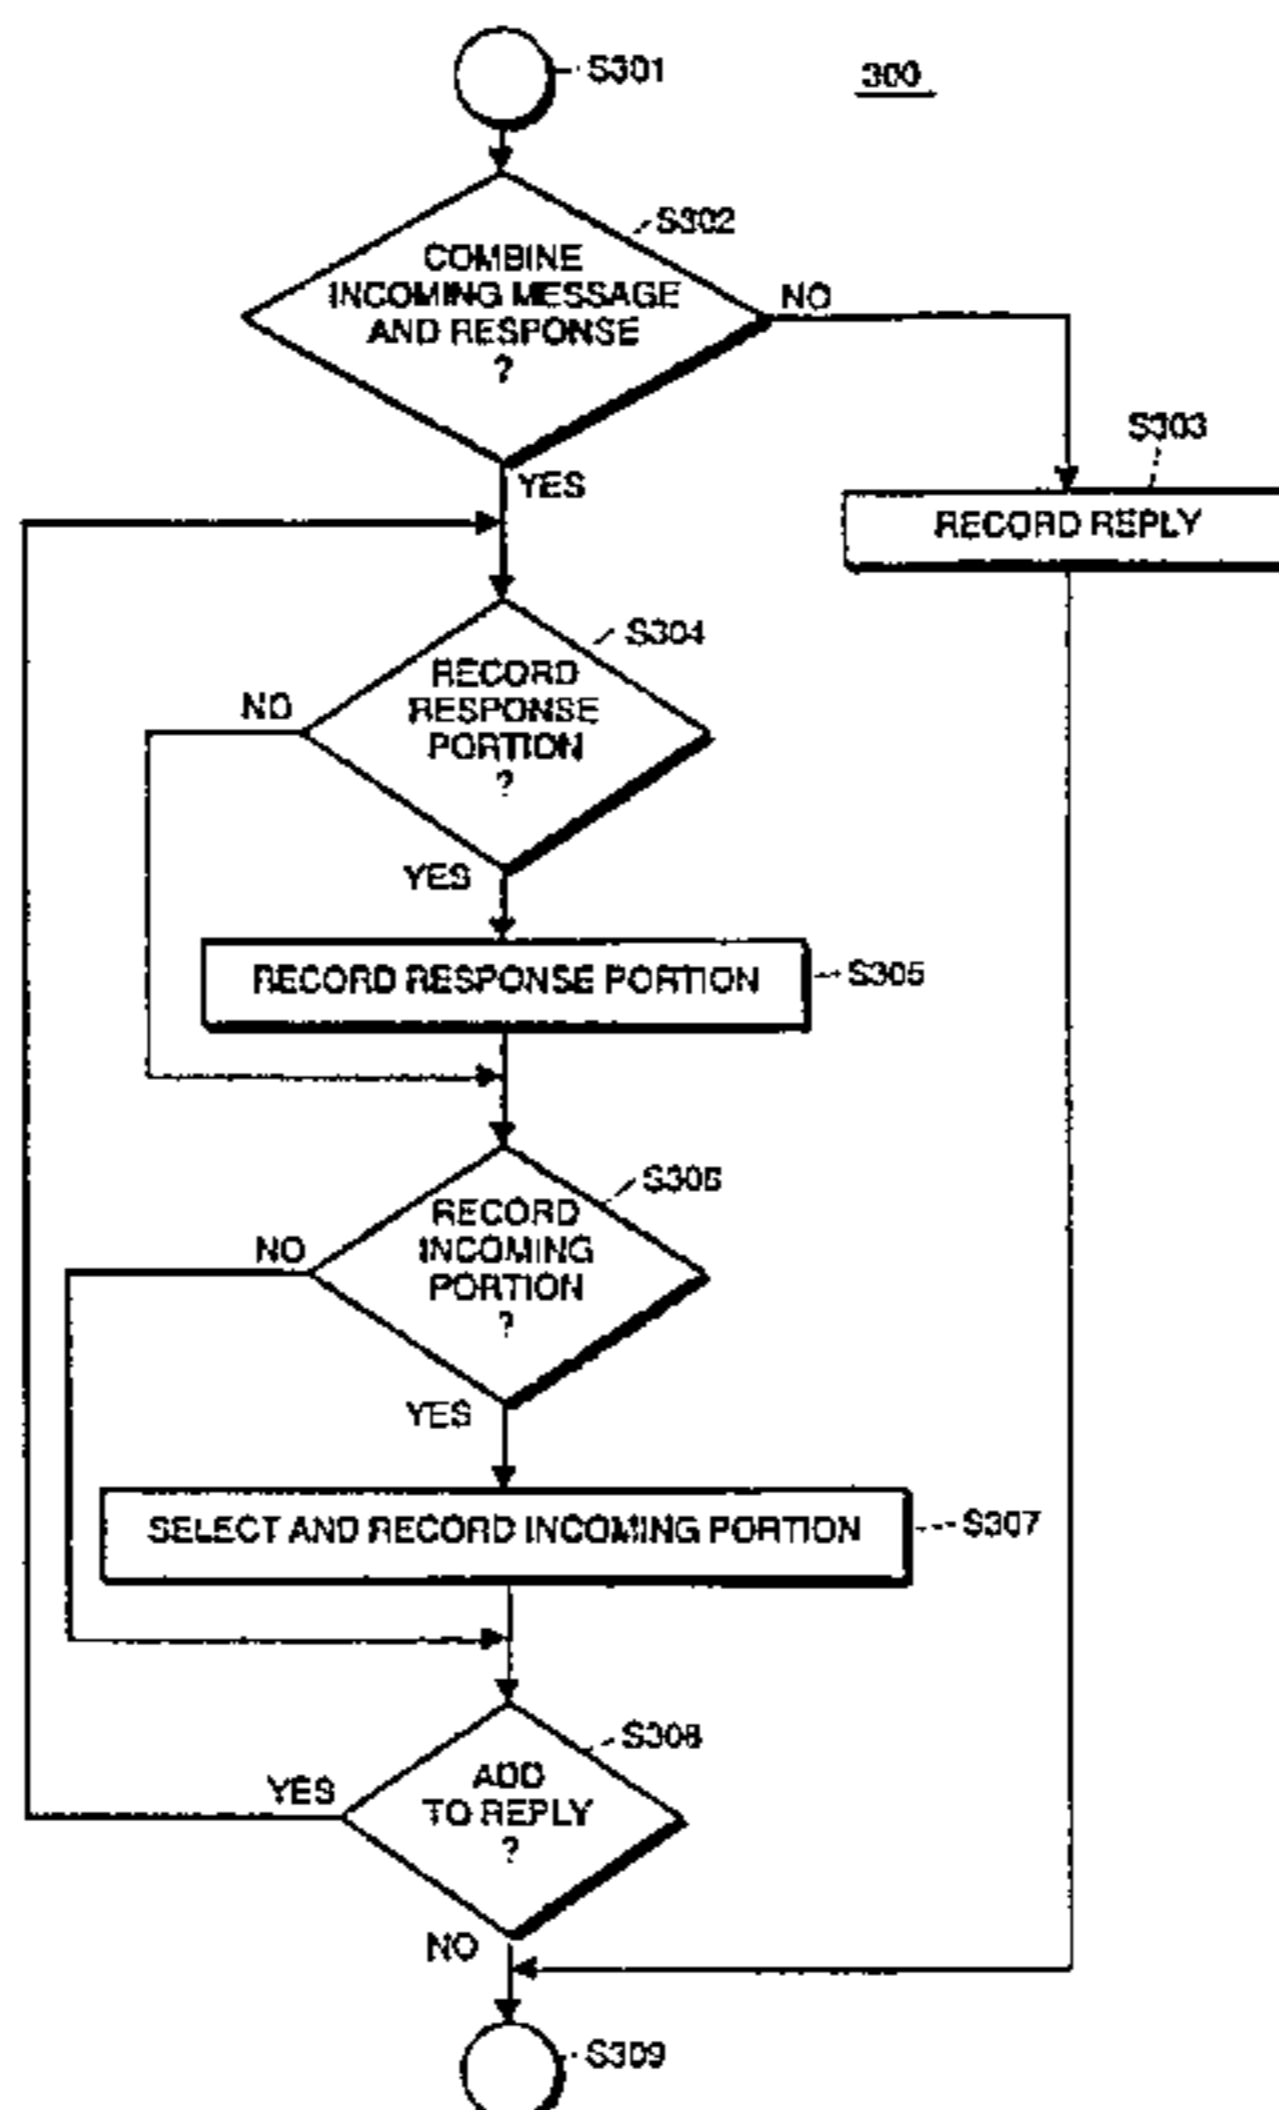 S301
300
S302
COMBINE
INCOMING MESSAGE
AND RESPONSE
?
NO
YES
S303
RECORD REPLY
S304
RECORD
RESPONSE
PORTION
?
NO
YES
RECORD RESPONSE PORTION
S305
S306
RECORD
INCOMING
PORTION
?
NO
YES
SELECT AND RECORD INCOMING PORTION
S307
S308
ADD
TO REPLY
?
YES
NO
S309